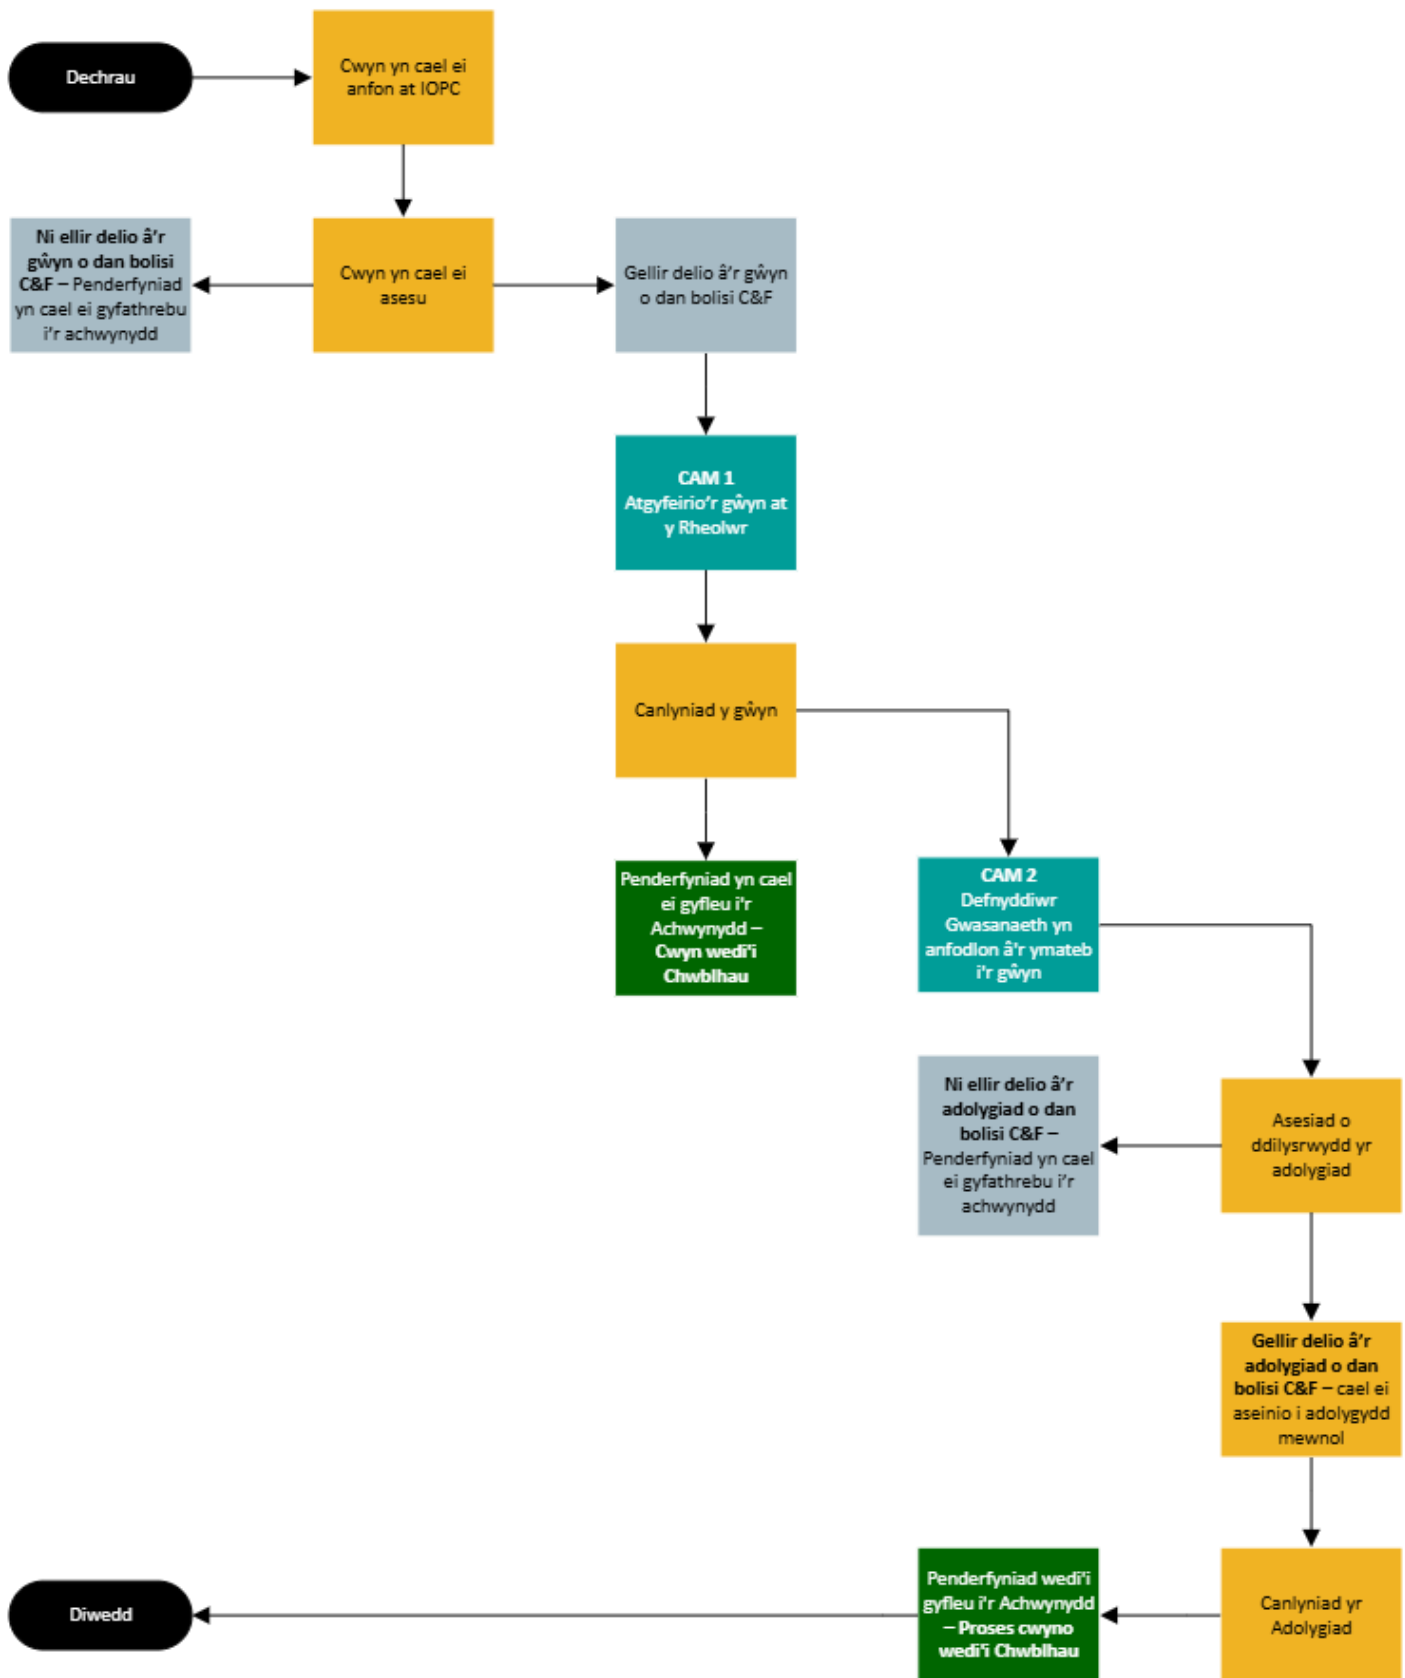 Dechrau
Cwyn yn cael ei
anfon at IOPC
Ni ellir delio â'r
gŵyn o dan bolisi
C&F – Penderfyniad
yn cael ei gyfathrebu
i'r achwynydd
Cwyn yn cael ei
asesu
Gellir delio â'r gŵyn
o dan bolisi C&F
CAM 1
Atgyfeirio'r gŵyn at
y Rheolwr
Canlyniad y gŵyn
Penderfyniad yn cael
ei gyfleu i'r
Achwynydd –
Cwyn wedi'i
Chwblhau
CAM 2
Defnyddiwr
Gwasanaeth yn
anfodlon â'r ymateb
i'r gŵyn
Ni ellir delio â'r
adolygiad o dan
bolisi C&F –
Penderfyniad yn cael
ei gyfathrebu i'r
achwynydd
Asesiad o
ddilysrwydd yr
adolygiad
Gellir delio â'r
adolygiad o dan
bolisi C&F – cael ei
aseinio i adolygydd
mewnol
Canlyniad yr
Adolygiad
Penderfyniad wedi'i
gyfleu i'r Achwynydd
– Proses cwyno
wedi'i Chwblhau
Diwedd